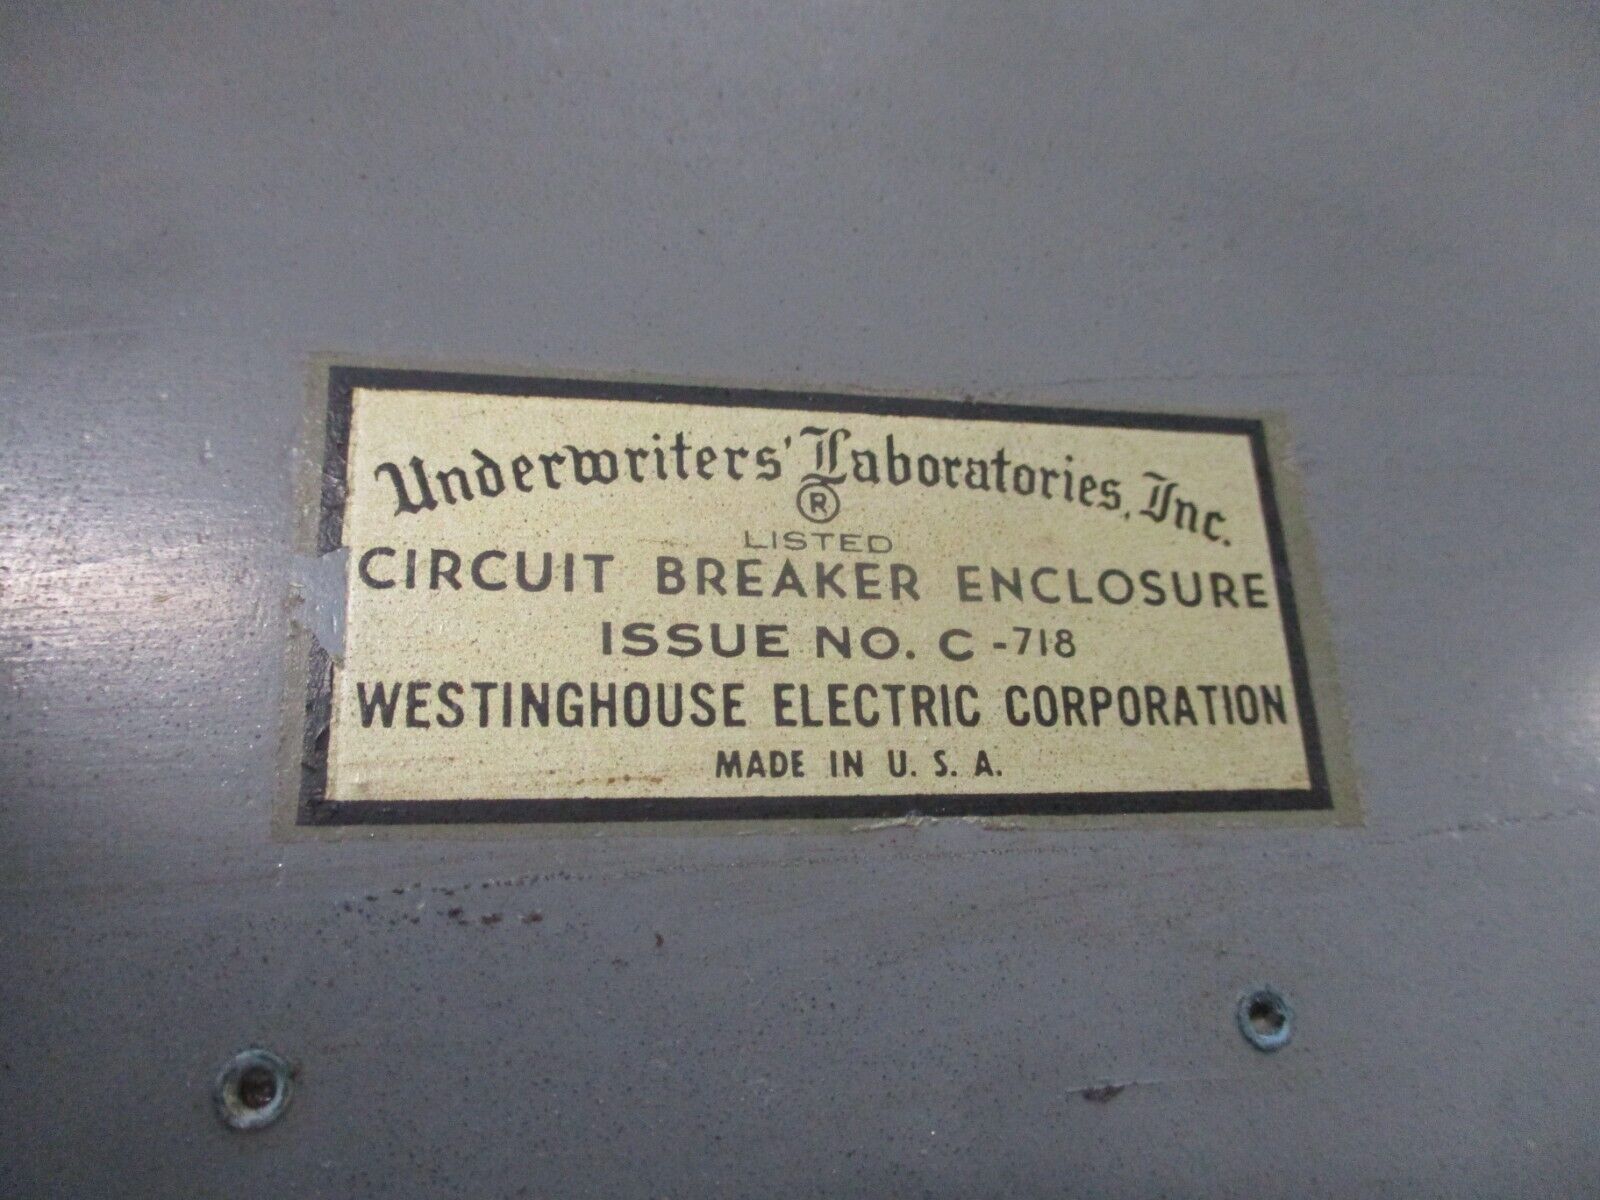 Underwriters' Laboratories, Inc.
®
LISTED
CIRCUIT BREAKER ENCLOSURE
ISSUE NO. C -718
WESTINGHOUSE ELECTRIC CORPORATION
MADE IN U. S. A.